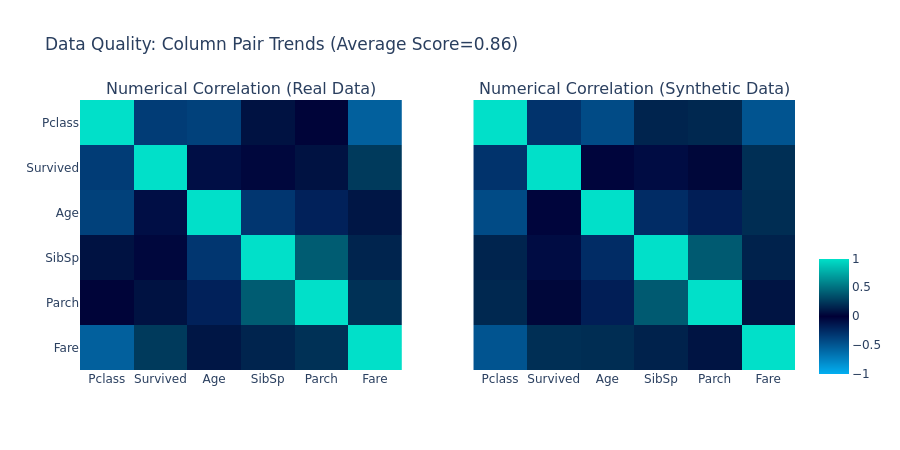 Data Quality: Column Pair Trends (Average Score=0.86)
Numerical Correlation (Real Data)
Numerical Correlation (Synthetic Data)
Pclass
Survived
Age
SibSp
Parch
Fare
Pclass Survived Age SibSp Parch Fare
Pclass Survived Age SibSp Parch Fare
1
0.5
0
−0.5
−1